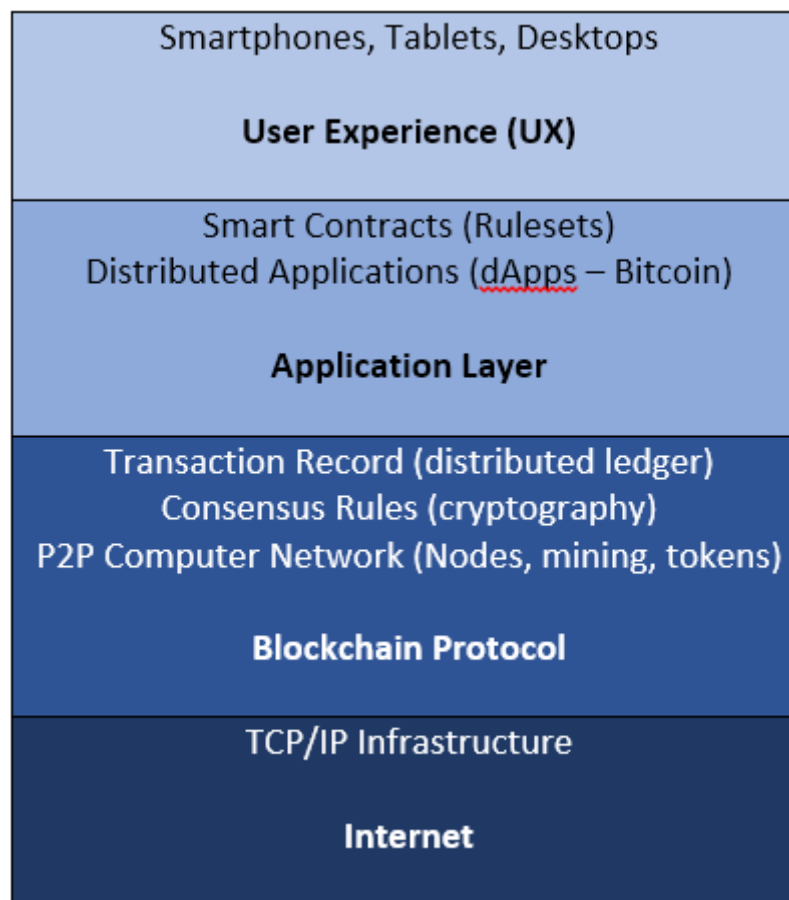 Smartphones, Tablets, Desktops
User Experience (UX)
Smart Contracts (Rulesets)
Distributed Applications (dApps – Bitcoin)
Application Layer
Transaction Record (distributed ledger)
Consensus Rules (cryptography)
P2P Computer Network (Nodes, mining, tokens)
Blockchain Protocol
TCP/IP Infrastructure
Internet